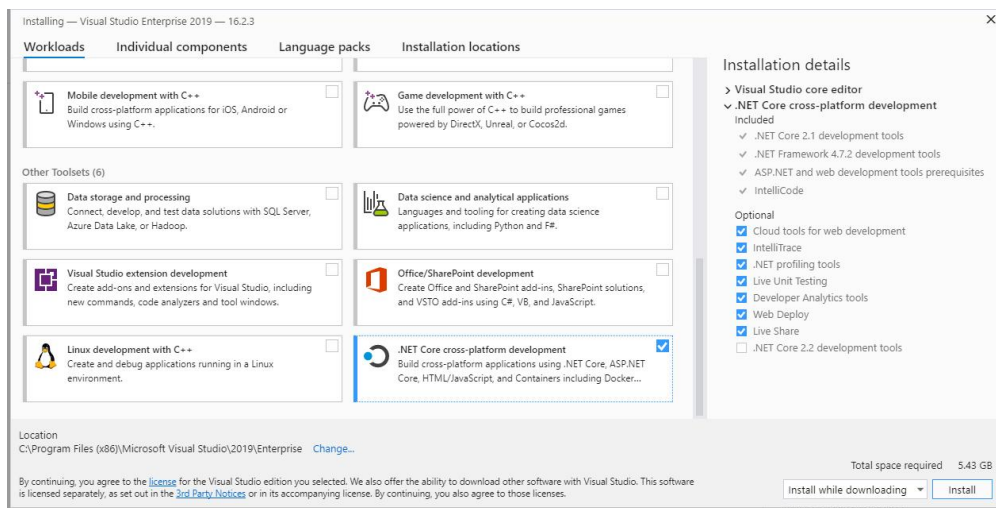 Installing — Visual Studio Enterprise 2019 — 16.2.3
Workloads
Individual components
Language packs
Installation locations
Mobile development with C++
Build cross-platform applications for iOS, Android or
Windows using C++.
Game development with C++
Use the full power of C++ to build professional games
powered by DirectX, Unreal, or Cocos2d.
Other Toolsets (6)
Data storage and processing
Connect, develop, and test data solutions with SQL Server,
Azure Data Lake, or Hadoop.
Data science and analytical applications
Languages and tooling for creating data science
applications, including Python and F#.
Visual Studio extension development
Create add-ons and extensions for Visual Studio, including
new commands, code analyzers and tool windows.
Office/SharePoint development
Create Office and SharePoint add-ins, SharePoint solutions,
and VSTO add-ins using C#, VB, and JavaScript.
Linux development with C++
Create and debug applications running in a Linux
environment.
.NET Core cross-platform development
Build cross-platform applications using .NET Core, ASP.NET
Core, HTML/JavaScript, and Containers including Docker...
Installation details
Visual Studio core editor
.NET Core cross-platform development
Included
.NET Core 2.1 development tools
.NET Framework 4.7.2 development tools
ASP.NET and web development tools prerequisites
IntelliCode
Optional
Cloud tools for web development
IntelliTrace
.NET profiling tools
Live Unit Testing
Developer Analytics tools
Web Deploy
Live Share
.NET Core 2.2 development tools
Location
C:\Program Files (x86)\Microsoft Visual Studio\2019\Enterprise Change...
By continuing, you agree to the license for the Visual Studio edition you selected. We also offer the ability to download other software with Visual Studio. This software
is licensed separately, as set out in the 3rd Party Notices or in its accompanying license. By continuing, you also agree to those licenses.
Total space required 5.43 GB
Install while downloading
Install